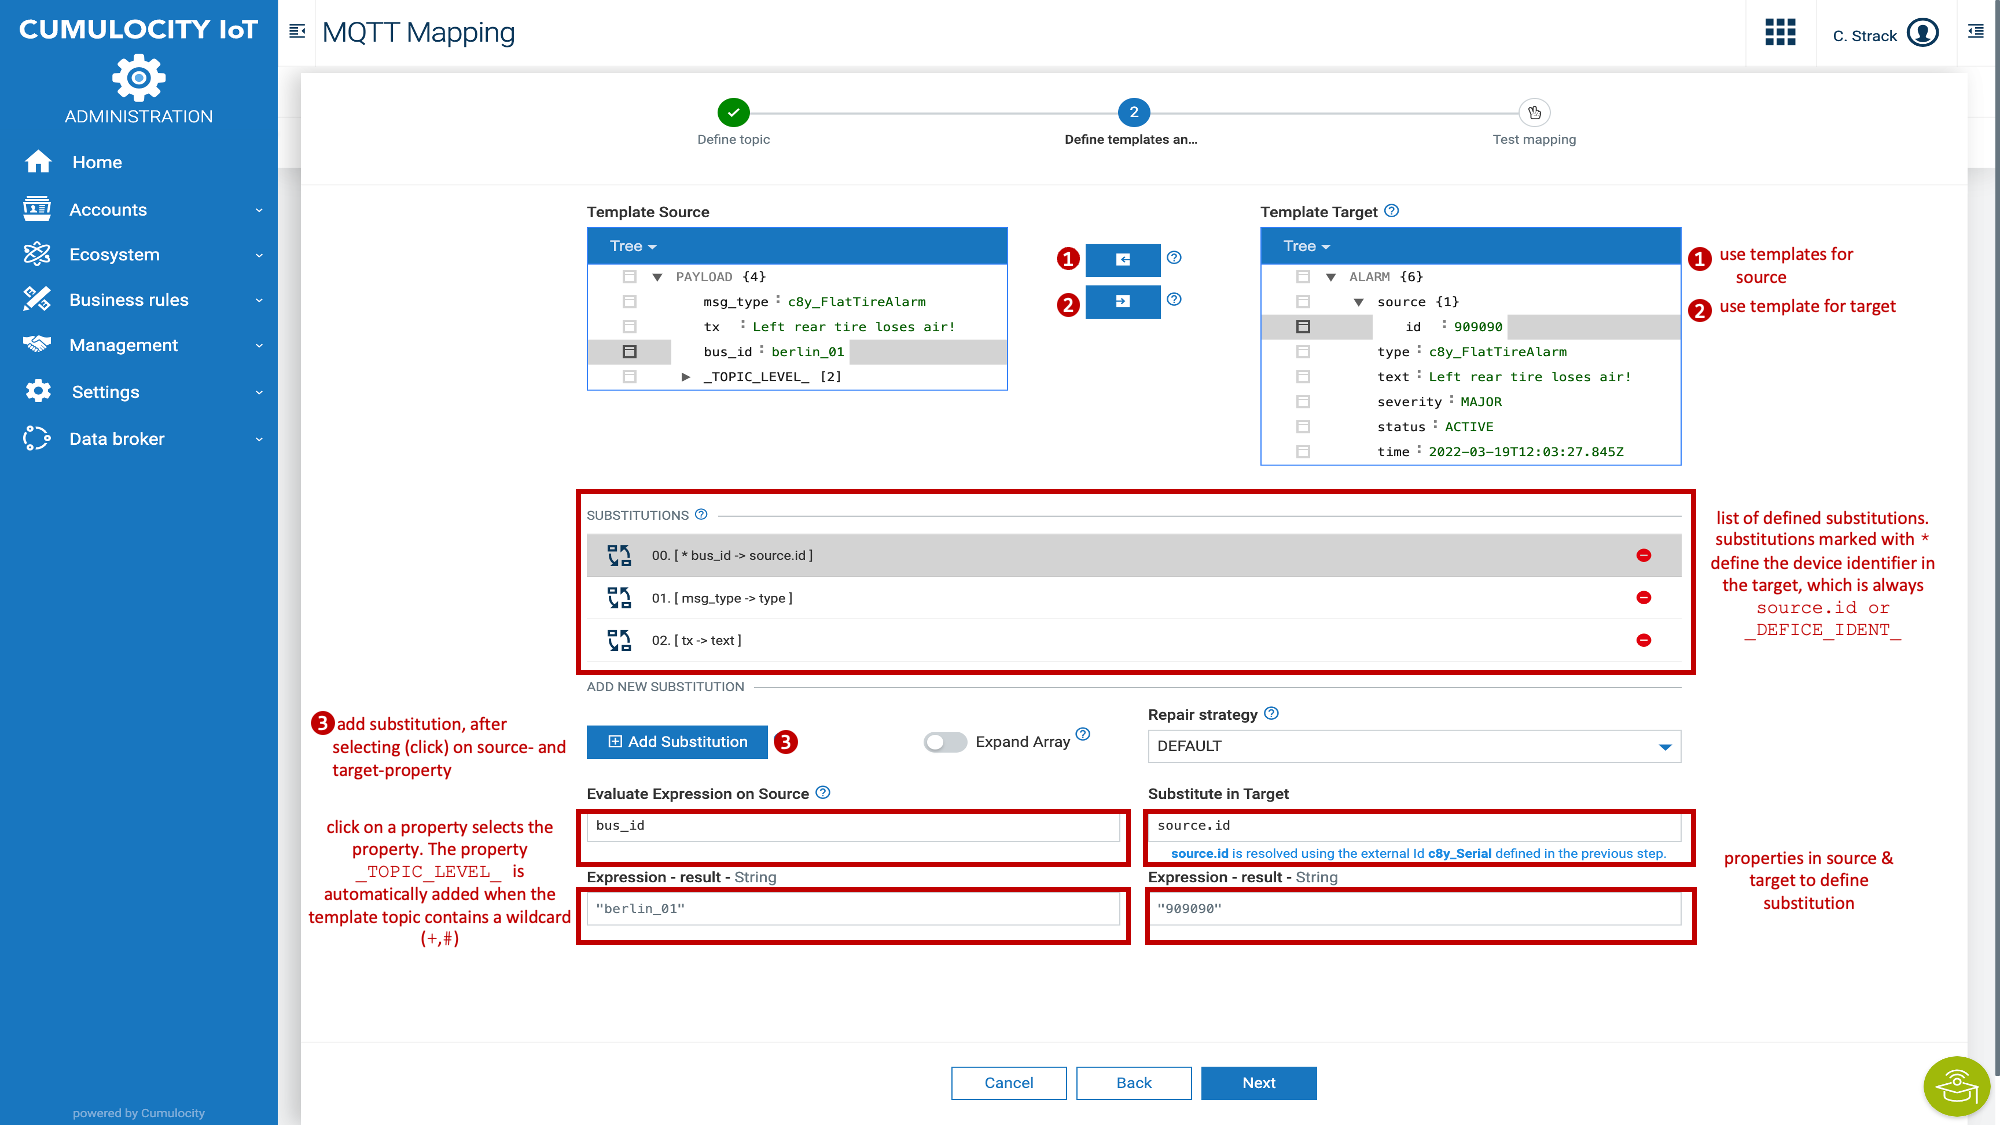 CUMULOCITY IoT
ADMINISTRATION
Home
Accounts
Ecosystem
Business rules
Management
Settings
Data broker
powered by Cumulocity
MQTT Mapping
C. Strack
2
Define topic
Define templates an...
Test mapping
Template Source
Tree
PAYLOAD {4}
msg_type : c8y_FlatTireAlarm
tx : Left rear tire loses air!
bus_id : berlin_01
_TOPIC_LEVEL_ [2]
1
2
Template Target
Tree
ALARM {6}
source {1}
id : 909090
type : c8y_FlatTireAlarm
text : Left rear tire loses air!
severity : MAJOR
status : ACTIVE
time : 2022-03-19T12:03:27.845Z
1 use templates for
source
2 use template for target
SUBSTITUTIONS
00. [ * bus_id -> source.id ]
01. [ msg_type -> type ]
02. [ tx -> text ]
list of defined substitutions.
substitutions marked with *
define the device identifier in
the target, which is always
source.id or
_DEFICE_IDENT_
ADD NEW SUBSTITUTION
3 add substitution, after
selecting (click) on source- and
target-property
Add Substitution 3
Expand Array
Repair strategy
DEFAULT
Evaluate Expression on Source
bus_id
Substitute in Target
source.id
source.id is resolved using the external Id c8y_Serial defined in the previous step.
Expression - result - String
"berlin_01"
Expression - result - String
"909090"
click on a property selects the
property. The property
_TOPIC_LEVEL_ is
automatically added when the
template topic contains a wildcard
(+,#)
properties in source &
target to define
substitution
Cancel
Back
Next